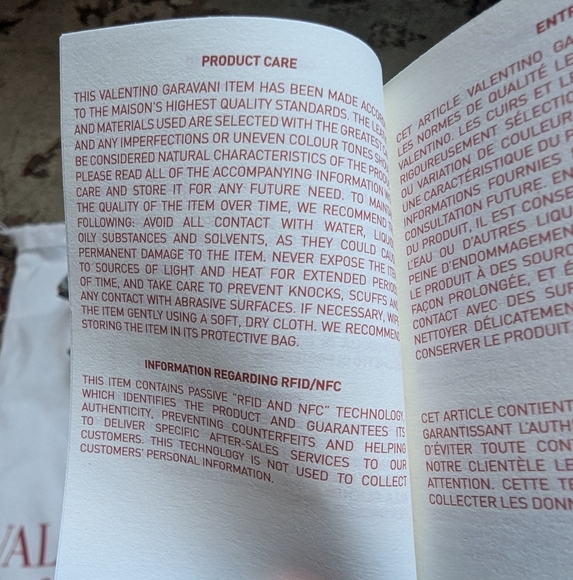 PRODUCT CARE
THIS VALENTINO GARAVANI ITEM HAS BEEN MADE
TO THE MAISON'S HIGHEST QUALITY STANDARDS. THE
AND MATERIALS USED ARE SELECTED WITH THE GREATEST
AND ANY IMPERFECTIONS OR UNEVEN COLOUR TONES
BE CONSIDERED NATURAL CHARACTERISTICS OF THE
PLEASE READ ALL OF THE ACCOMPANYING INFORMATION
CARE AND STORE IT FOR ANY FUTURE NEED. TO
THE QUALITY OF THE ITEM OVER TIME, WE RECOMMEND
FOLLOWING: AVOID ALL CONTACT WITH WATER,
OILY SUBSTANCES AND SOLVENTS, AS THEY COULD
PERMANENT DAMAGE TO THE ITEM. NEVER EXPOSE THE
TO SOURCES OF LIGHT AND HEAT FOR EXTENDED
OF TIME, AND TAKE CARE TO PREVENT KNOCKS, SCUFFS
ANY CONTACT WITH ABRASIVE SURFACES. IF NECESSARY,
THE ITEM GENTLY USING A SOFT, DRY CLOTH. WE RECOMMEND
STORING THE ITEM IN ITS PROTECTIVE BAG.
INFORMATION REGARDING RFID/NFC
THIS ITEM CONTAINS PASSIVE "RFID AND NFC" TECHNOLOGY,
WHICH IDENTIFIES THE PRODUCT AND GUARANTEES ITS
AUTHENTICITY, PREVENTING COUNTERFEITS AND HELPING
TO DELIVER SPECIFIC AFTER-SALES SERVICES TO OUR
CUSTOMERS. THIS TECHNOLOGY IS NOT USED TO COLLECT
CUSTOMERS' PERSONAL INFORMATION.
CET ARTICLE VALENTINO
LES NORMES DE QUALITÉ
VALENTINO. LES CUIRS ET
RIGOUREUSEMENT
OU VARIATION DE COULEUR
UNE CARACTÉRISTIQUE DU
INFORMATIONS FOURNIES
CONSULTATION FUTURE. EN
DU PRODUIT, IL EST
L'EAU OU D'AUTRES
PEINE D'ENDOMMAGEMENT
LE PRODUIT À DES
FAÇON PROLONGÉE, ET
CONTACT AVEC DES
NETTOYER DÉLICATEMENT
CONSERVER LE PRODUIT
CET ARTICLE CONTIENT
GARANTISSANT
D'ÉVITER TOUTE
NOTRE CLIENTÈLE
ATTENTION. CETTE
COLLECTER LES
VAL